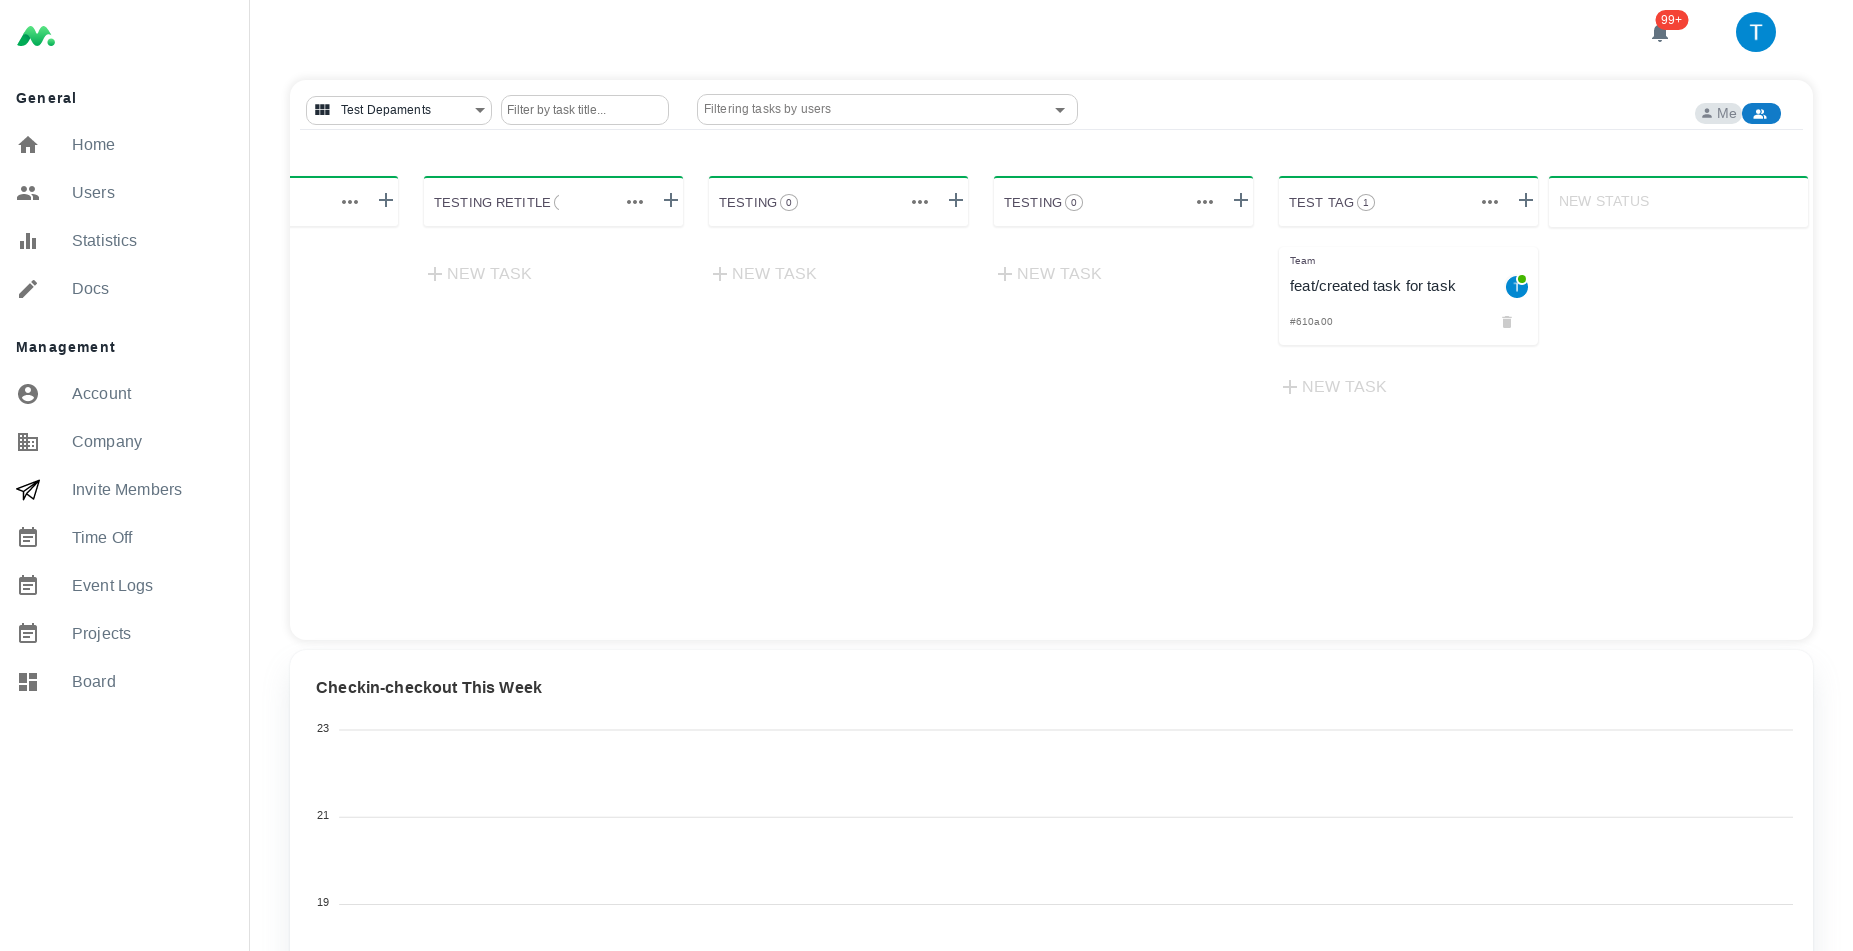 99+
T
General
Home
Users
Statistics
Docs
Management
Account
Company
Invite Members
Time Off
Event Logs
Projects
Board
Test Depaments
Filter by task title...
Filtering tasks by users
Me
TESTING RETITLE
TESTING 0
TESTING 0
TEST TAG 1
NEW STATUS
NEW TASK
NEW TASK
NEW TASK
Team
feat/created task for task
T
#610a00
NEW TASK
Checkin-checkout This Week
23
21
19